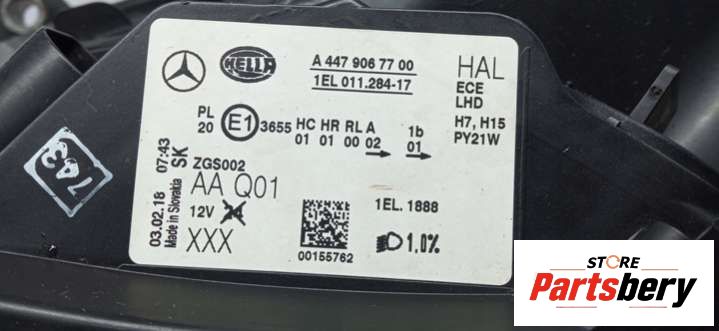 HELLA
A 447 906 77 00
1EL 011.284-17
HAL
ECE
LHD
H7, H15
PY21W
PL
20
E1
3655
HC HR RL A
01 01 00 02
1b
01
ZGS002
AA Q01
12V 24
XXX
03.02.18 07:43
Made in Slovakia SK
00155762
1EL. 1888
1,0%
743
STORE
Partsbery